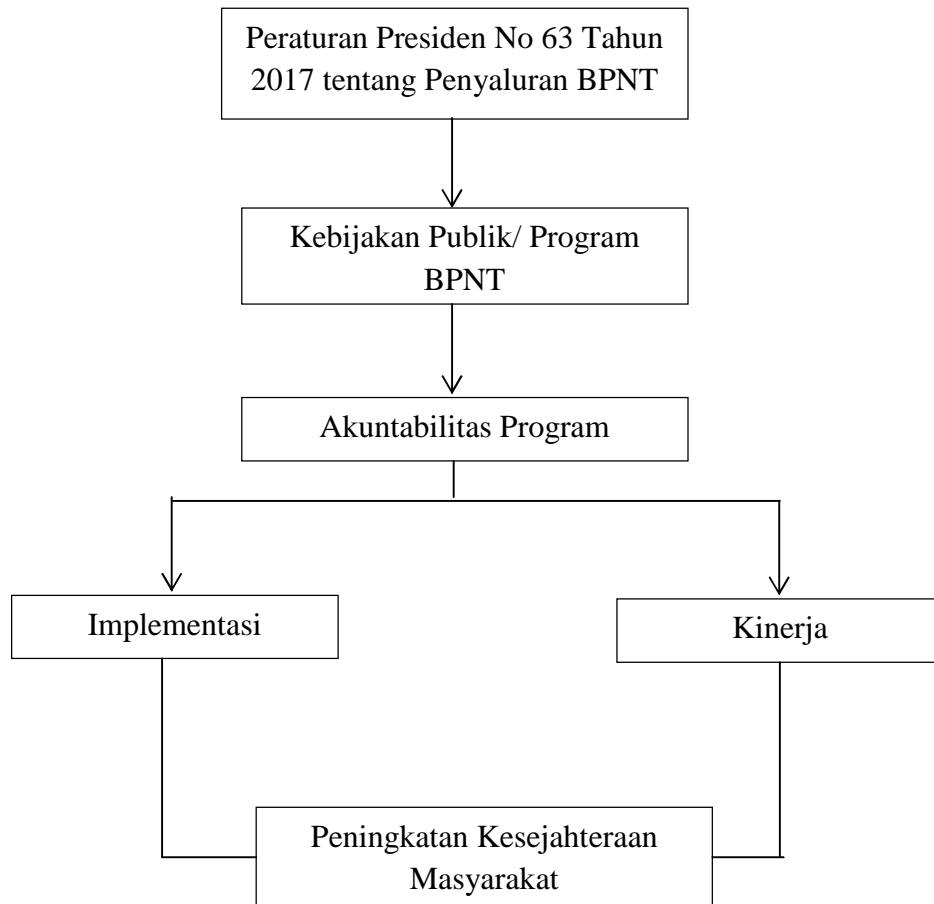 Peraturan Presiden No 63 Tahun
2017 tentang Penyaluran BPNT
Kebijakan Publik/ Program
BPNT
Akuntabilitas Program
Implementasi
Kinerja
Peningkatan Kesejahteraan
Masyarakat